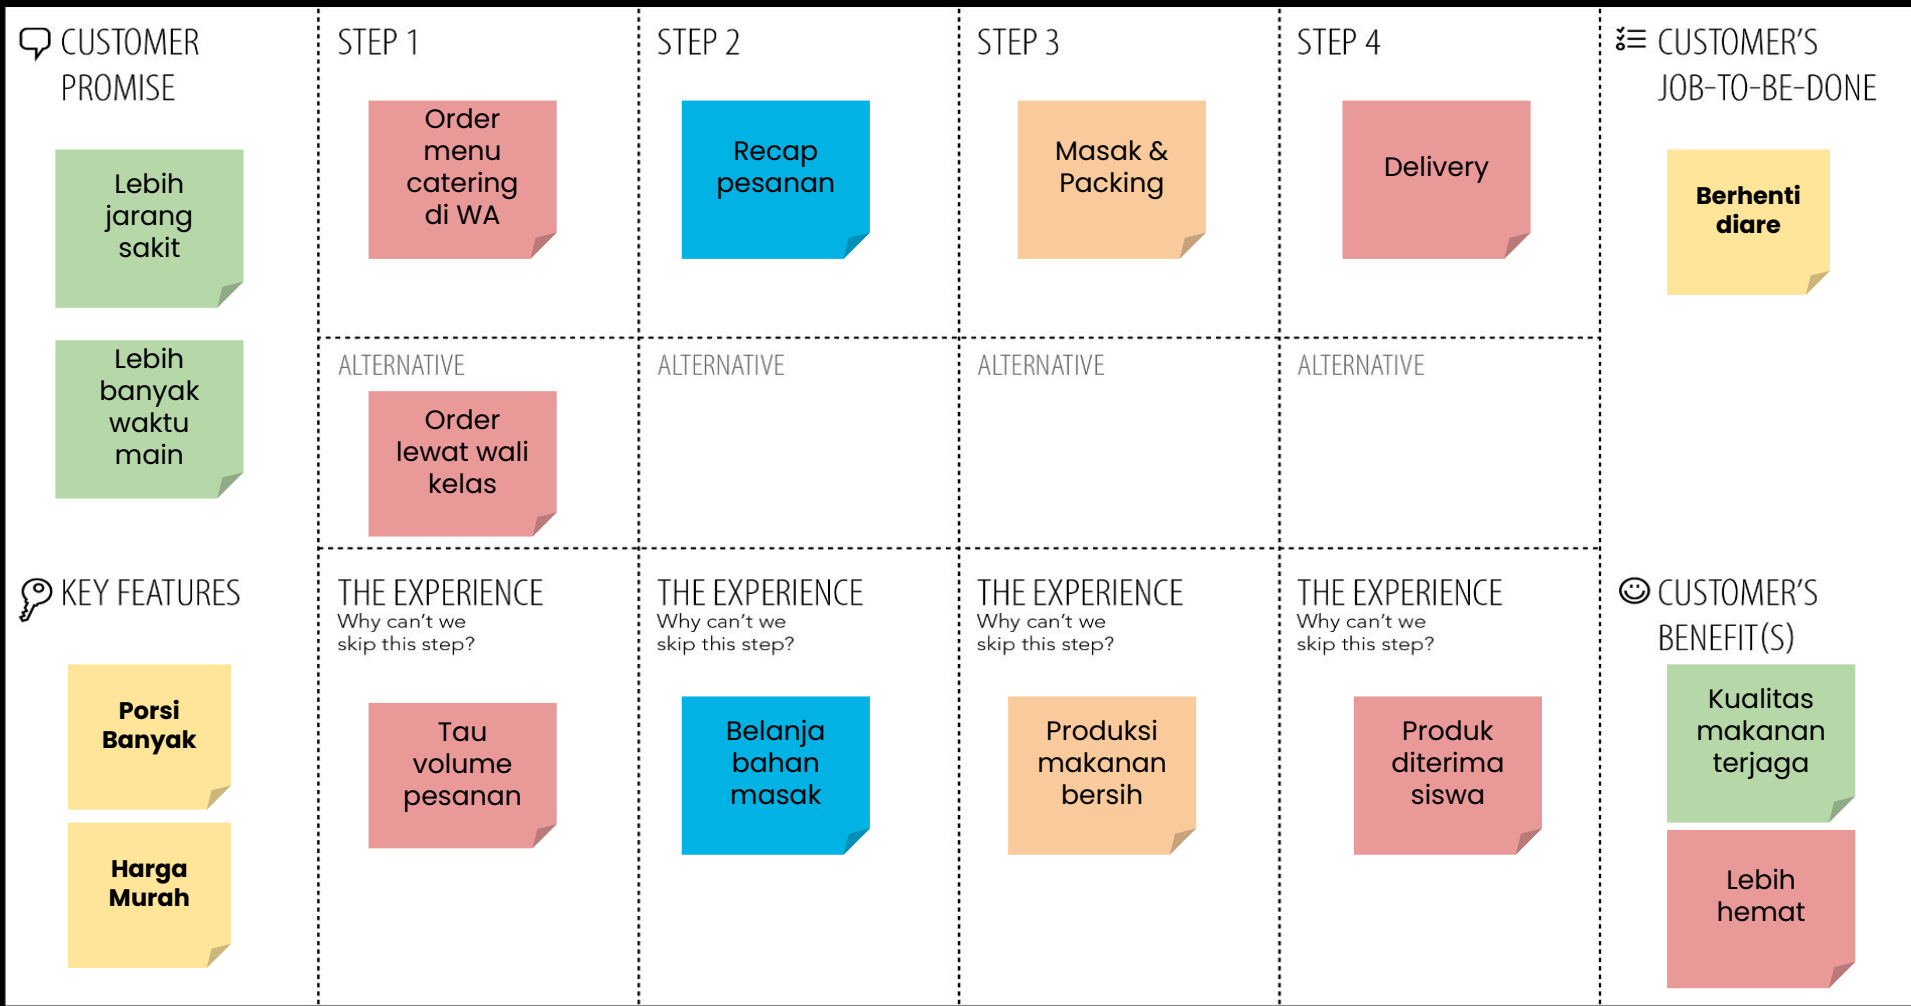 CUSTOMER
PROMISE
Lebih
jarang
sakit
Lebih
banyak
waktu
main
KEY FEATURES
Porsi
Banyak
Harga
Murah
STEP 1
Order
menu
catering
di WA
ALTERNATIVE
Order
lewat wali
kelas
THE EXPERIENCE
Why can't we
skip this step?
Tau
volume
pesanan
STEP 2
Recap
pesanan
ALTERNATIVE
THE EXPERIENCE
Why can't we
skip this step?
Belanja
bahan
masak
STEP 3
Masak &
Packing
ALTERNATIVE
THE EXPERIENCE
Why can't we
skip this step?
Produksi
makanan
bersih
STEP 4
Delivery
ALTERNATIVE
THE EXPERIENCE
Why can't we
skip this step?
Produk
diterima
siswa
CUSTOMER'S
JOB-TO-BE-DONE
Berhenti
diare
CUSTOMER'S
BENEFIT(S)
Kualitas
makanan
terjaga
Lebih
hemat